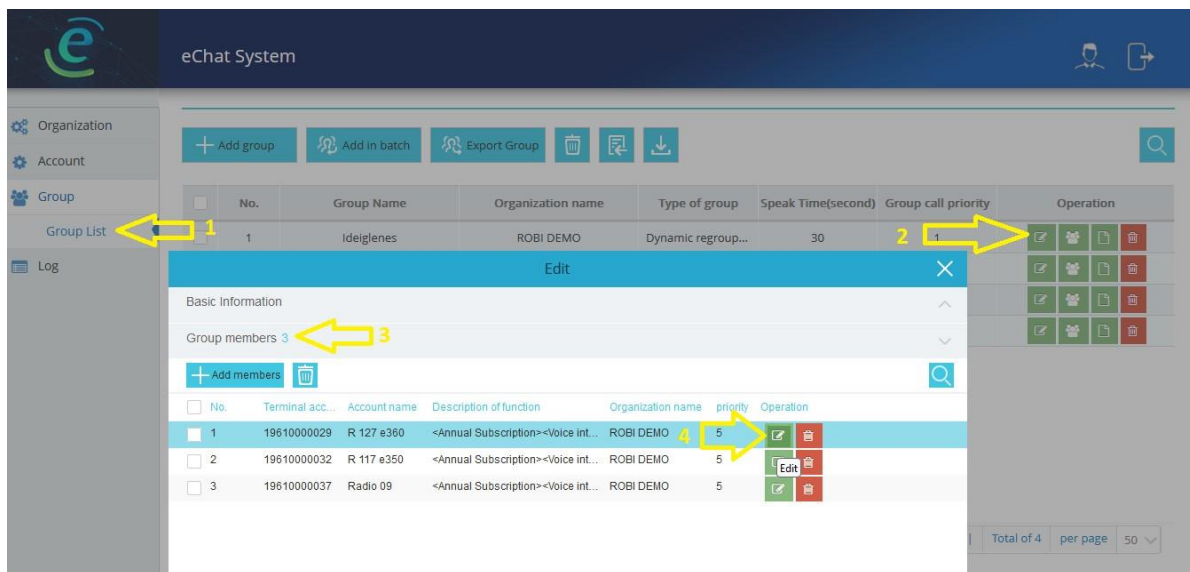 e
eChat System
Organization
Account
Group
Group List
Log
1
Add group Add in batch Export Group
No. Group Name Organization name Type of group Speak Time(second) Group call priority Operation
1 Ideiglenes ROBI DEMO Dynamic regroup... 30 1
2
Edit
Basic Information
Group members 3
3
Add members
No. Terminal acc... Account name Description of function Organization name priority Operation
1 19610000029 R 127 e360 <Annual Subscription><Voice int... ROBI DEMO 5
4
2 19610000032 R 117 e350 <Annual Subscription><Voice int... ROBI DEMO 5
Edit
3 19610000037 Radio 09 <Annual Subscription><Voice int... ROBI DEMO 5
Total of 4 per page 50